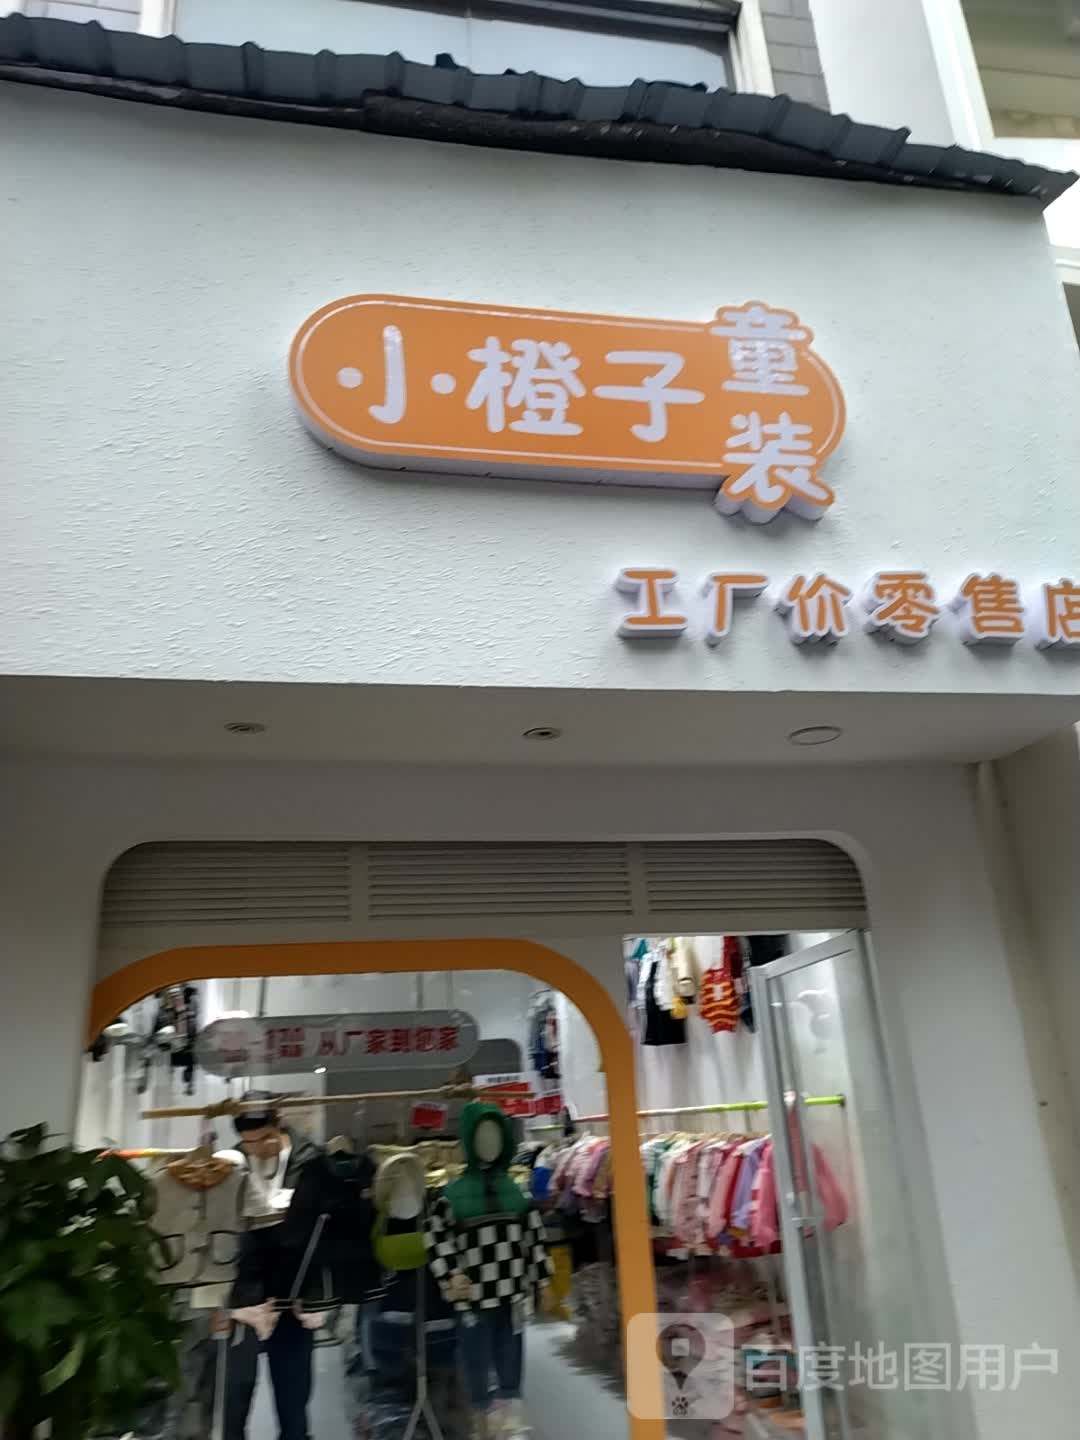 小橙子童装
工厂价零售店
从厂家到您家
百度地图用户